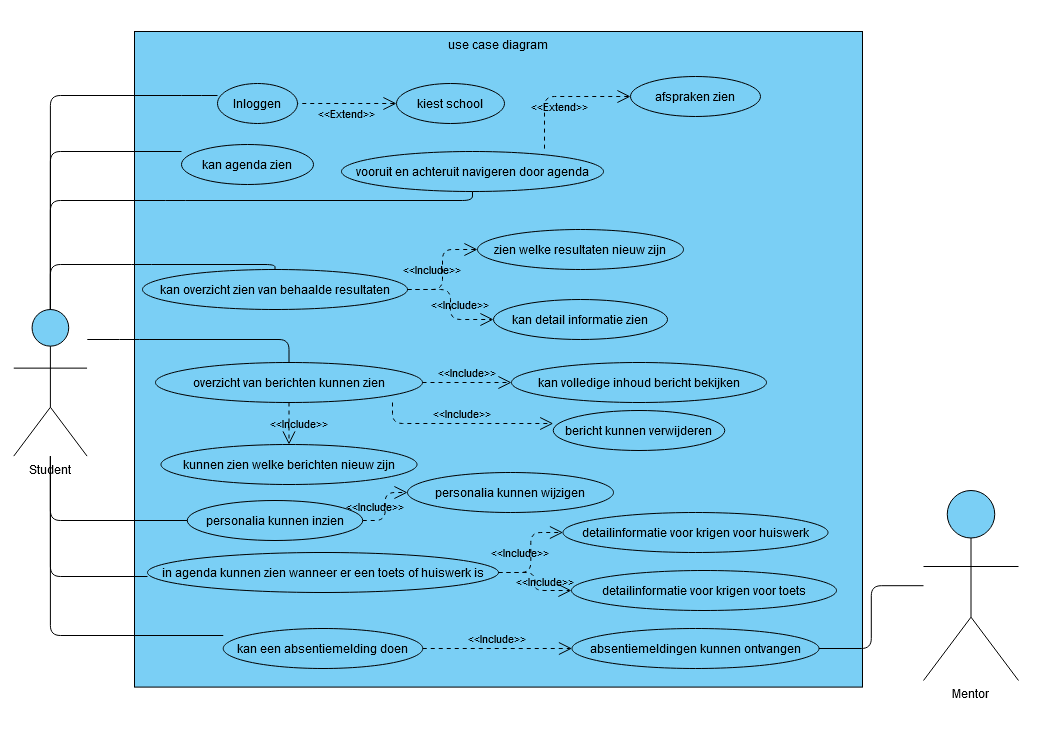 use case diagram
Inloggen
<<Extend>>
kiest school
<<Extend>>
afspraken zien
kan agenda zien
vooruit en achteruit navigeren door agenda
zien welke resultaten nieuw zijn
<<Include>>
kan overzicht zien van behaalde resultaten
<<Include>>
kan detail informatie zien
overzicht van berichten kunnen zien
<<Include>>
kan volledige inhoud bericht bekijken
<<Include>>
bericht kunnen verwijderen
<<Include>>
kunnen zien welke berichten nieuw zijn
Student
personalia kunnen wijzigen
<<Include>>
personalia kunnen inzien
detailinformatie voor krigen voor huiswerk
<<Include>>
in agenda kunnen zien wanneer er een toets of huiswerk is
<<Include>>
detailinformatie voor krigen voor toets
kan een absentiemelding doen
<<Include>>
absentiemeldingen kunnen ontvangen
Mentor